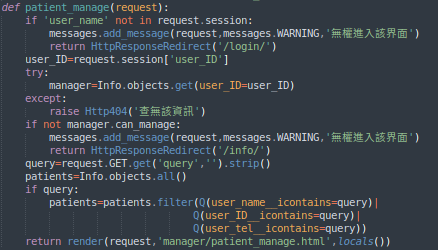 def patient_manage(request):
    if 'user_name' not in request.session:
        messages.add_message(request,messages.WARNING,'無權進入該界面')
        return HttpResponseRedirect('/login/')
    user_ID=request.session['user_ID']
    try:
        manager=Info.objects.get(user_ID=user_ID)
    except:
        raise Http404('查無該資訊')
    if not manager.can_manage:
        messages.add_message(request,messages.WARNING,'無權進入該界面')
        return HttpResponseRedirect('/info/')
    query=request.GET.get('query','').strip()
    patients=Info.objects.all()
    if query:
        patients=patients.filter(Q(user_name__icontains=query)|
                                 Q(user_ID__icontains=query)|
                                 Q(user_tel__icontains=query))
    return render(request,'manager/patient_manage.html',locals())